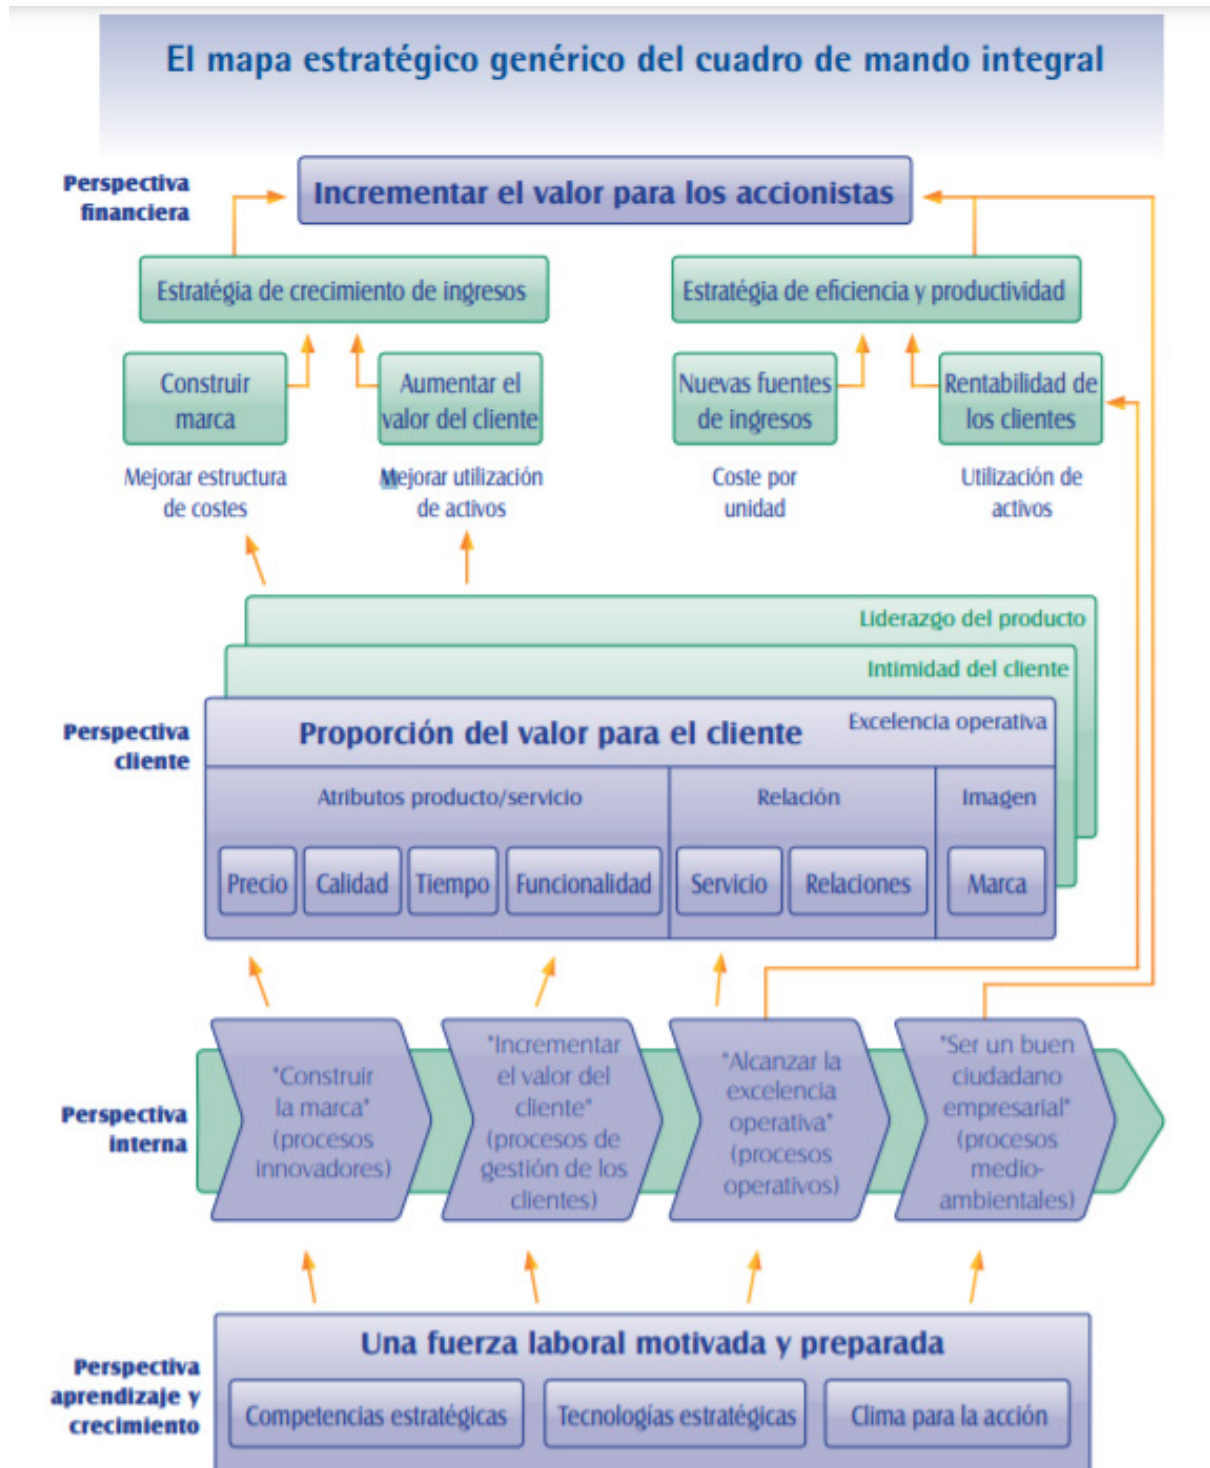 El mapa estratégico genérico del cuadro de mando integral
Perspectiva
financiera
Incrementar el valor para los accionistas
Estratégia de crecimiento de ingresos
Estratégia de eficiencia y productividad
Construir
marca
Aumentar el
valor del cliente
Nuevas fuentes
de ingresos
Rentabilidad de
los clientes
Mejorar estructura
de costes
Mejorar utilización
de activos
Coste por
unidad
Utilización de
activos
Liderazgo del producto
Intimidad del cliente
Perspectiva
cliente
Proporción del valor para el cliente
Excelencia operativa
Atributos producto/servicio
Relación
Imagen
Precio
Calidad
Tiempo
Funcionalidad
Servicio
Relaciones
Marca
Perspectiva
interna
"Construir
la marca"
(procesos
innovadores)
"Incrementar
el valor del
cliente"
(procesos de
gestión de los
clientes)
"Alcanzar la
excelencia
operativa"
(procesos
operativos)
"Ser un buen
ciudadano
empresarial"
(procesos
medio-
ambientales)
Perspectiva
aprendizaje y
crecimiento
Una fuerza laboral motivada y preparada
Competencias estratégicas
Tecnologías estratégicas
Clima para la acción